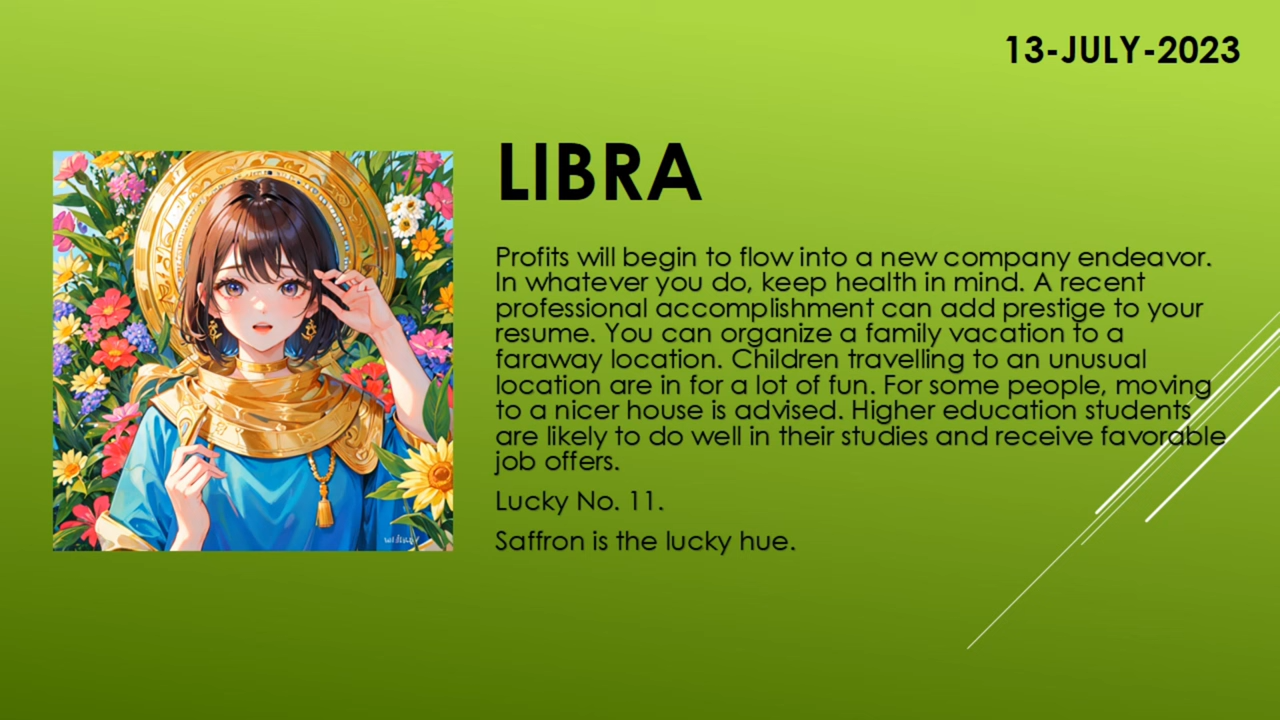 13-JULY-2023
LIBRA
Profits will begin to flow into a new company endeavor.
In whatever you do, keep health in mind. A recent
professional accomplishment can add prestige to your
resume. You can organize a family vacation to a
faraway location. Children travelling to an unusual
location are in for a lot of fun. For some people, moving
to a nicer house is advised. Higher education students
are likely to do well in their studies and receive favorable
job offers.
Lucky No. 11.
Saffron is the lucky hue.